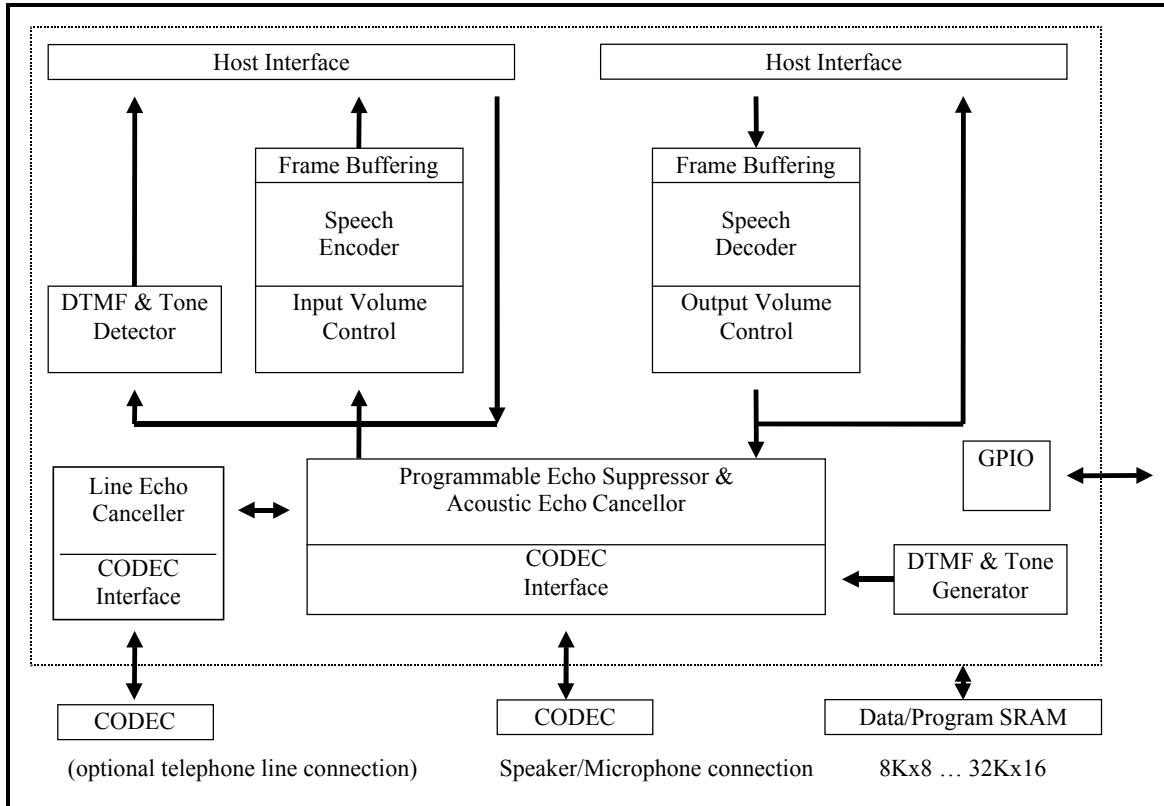 Host Interface
Host Interface
Frame Buffering
Speech
Encoder
Input Volume
Control
Frame Buffering
Speech
Decoder
Output Volume
Control
DTMF & Tone
Detector
Line Echo
Canceller
CODEC
Interface
Programmable Echo Suppressor &
Acoustic Echo Cancellor
CODEC
Interface
GPIO
DTMF & Tone
Generator
CODEC
CODEC
Data/Program SRAM
(optional telephone line connection)
Speaker/Microphone connection
8Kx8 … 32Kx16